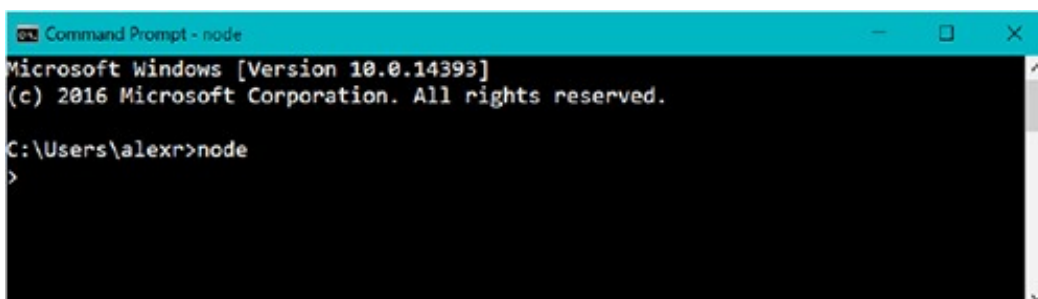 Command Prompt - node
Microsoft Windows [Version 10.0.14393]
(c) 2016 Microsoft Corporation. All rights reserved.
C:\Users\alexr>node
>